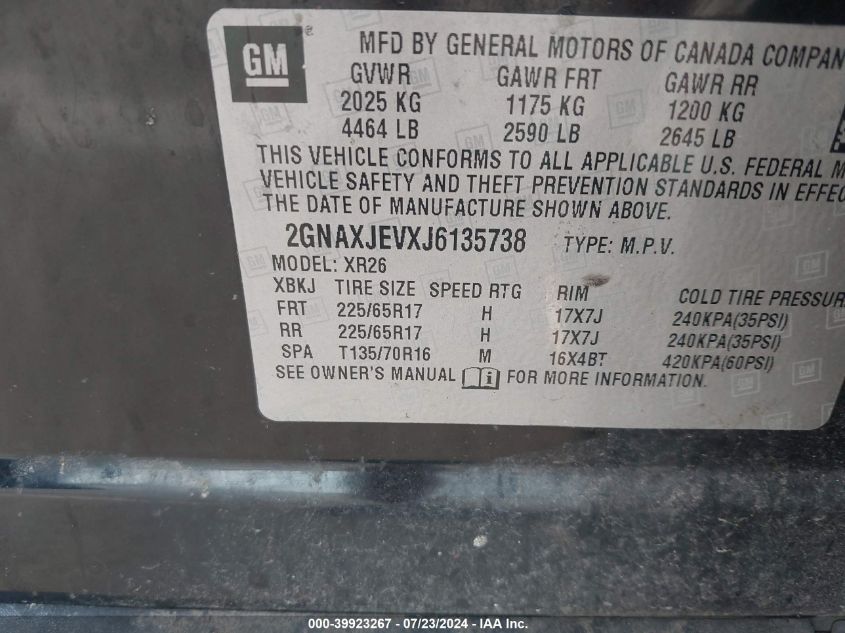 GM
®
MFD BY GENERAL MOTORS OF CANADA COMPAN
GVWR GAWR FRT GAWR RR
2025 KG 1175 KG 1200 KG
4464 LB 2590 LB 2645 LB
THIS VEHICLE CONFORMS TO ALL APPLICABLE U.S. FEDERAL M
VEHICLE SAFETY AND THEFT PREVENTION STANDARDS IN EFFEC
THE DATE OF MANUFACTURE SHOWN ABOVE.
2GNAXJEVXJ6135738 TYPE: M.P.V.
MODEL: XR26
XBKJ TIRE SIZE SPEED RTG RIM COLD TIRE PRESSUR
FRT 225/65R17 H 17X7J 240KPA(35PSI)
RR 225/65R17 H 17X7J 240KPA(35PSI)
SPA T135/70R16 M 16X4BT 420KPA(60PSI)
SEE OWNER'S MANUAL FOR MORE INFORMATION.
000-39923267 - 07/23/2024 - IAA Inc.